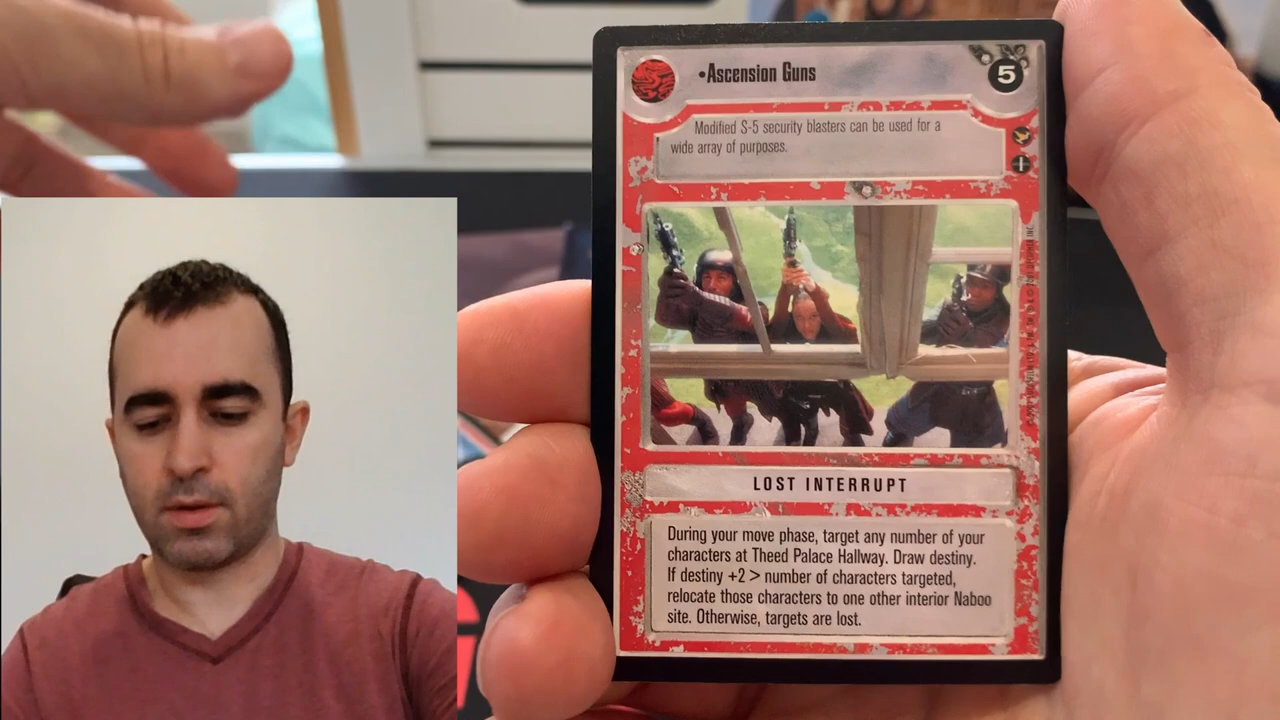 •Ascension Guns
5
Modified S-5 security blasters can be used for a
wide array of purposes.
LOST INTERRUPT
During your move phase, target any number of your
characters at Theed Palace Hallway. Draw destiny.
If destiny +2 > number of characters targeted,
relocate those characters to one other interior Naboo
site. Otherwise, targets are lost.